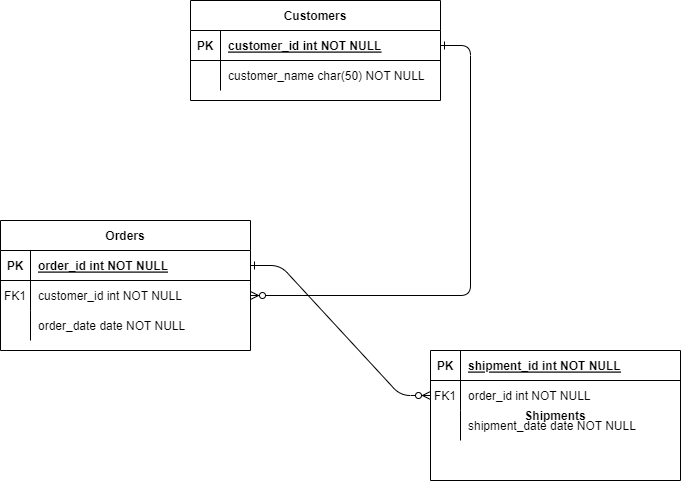 Customers
PK customer_id int NOT NULL
customer_name char(50) NOT NULL
Orders
PK order_id int NOT NULL
FK1 customer_id int NOT NULL
order_date date NOT NULL
PK shipment_id int NOT NULL
FK1 order_id int NOT NULL
Shipments
shipment_date date NOT NULL